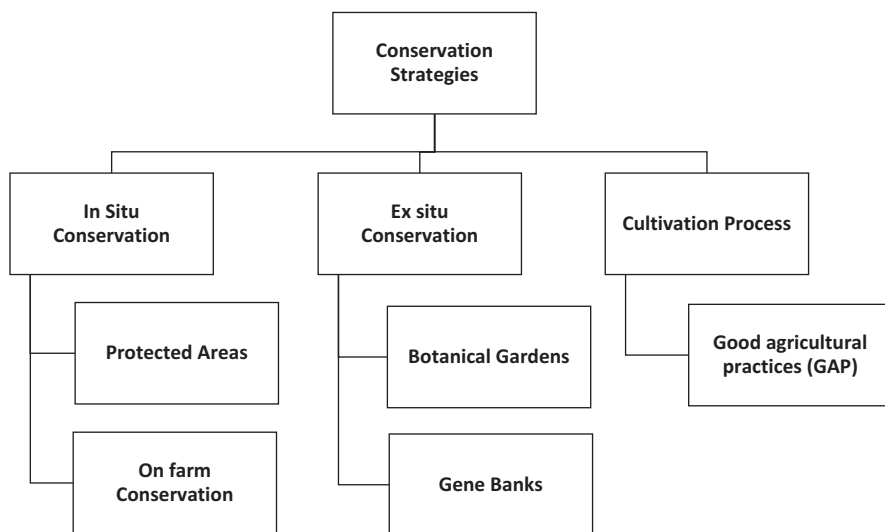 Conservation
Strategies
In Situ
Conservation
Ex situ
Conservation
Cultivation Process
Protected Areas
Botanical Gardens
Good agricultural
practices (GAP)
On farm
Conservation
Gene Banks